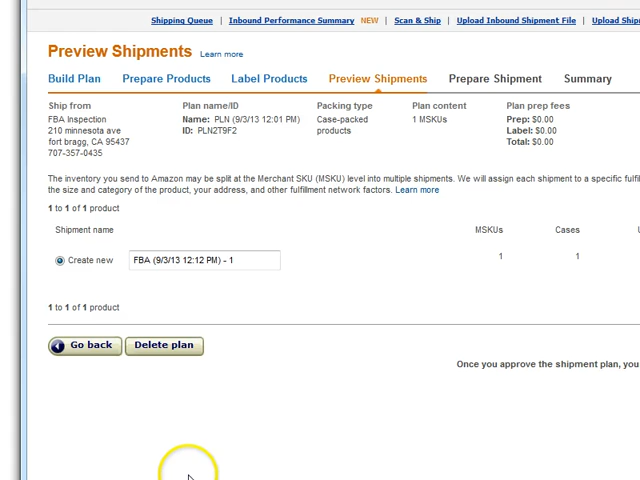 Shipping Queue | Inbound Performance Summary NEW | Scan & Ship | Upload Inbound Shipment File | Upload
Preview Shipments Learn more
Build Plan Prepare Products Label Products Preview Shipments Prepare Shipment Summary
Ship from Plan name/ID Packing type Plan content Plan prep fees
FBA Inspection Name: PLN (9/3/13 12:01 PM) Case-packed 1 MSKUs Prep: $0.00
210 minnesota ave ID: PLN2T9F2 products Label: $0.00
fort bragg, CA 95437 Total: $0.00
707-357-0435
The inventory you send to Amazon may be split at the Merchant SKU (MSKU) level into multiple shipments. We will assign each shipment to a specific
the size and category of the product, your address, and other fulfillment network factors. Learn more
1 to 1 of 1 product
Shipment name MSKUs Cases
Create new FBA (9/3/13 12:12 PM) - 1 1 1
1 to 1 of 1 product
Go back Delete plan
Once you approve the shipment plan, you